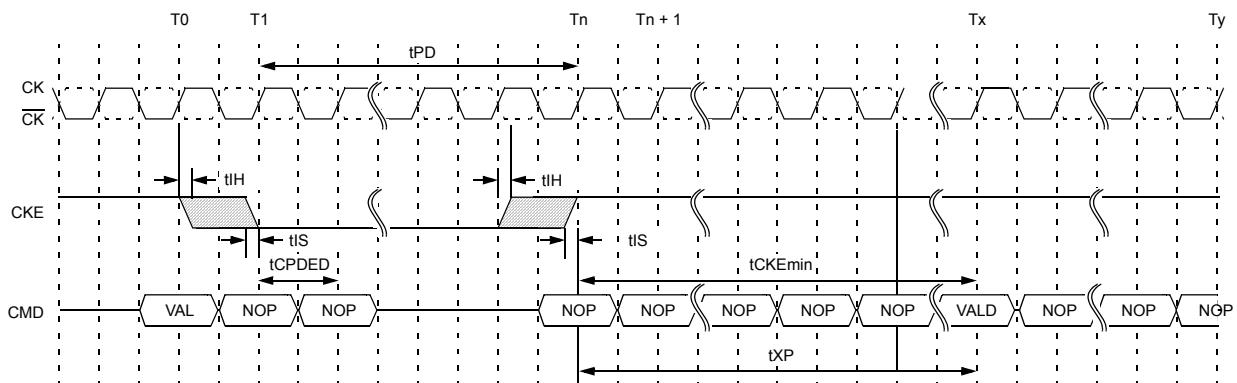 T0 T1 Tn Tn + 1 Tx Ty
tPD
CK
CK
tIH tIH
CKE
tIS tIS
tCPDED tCKEmin
CMD VAL NOP NOP NOP NOP NOP NOP NOP VALD NOP NOP NOP
tXP